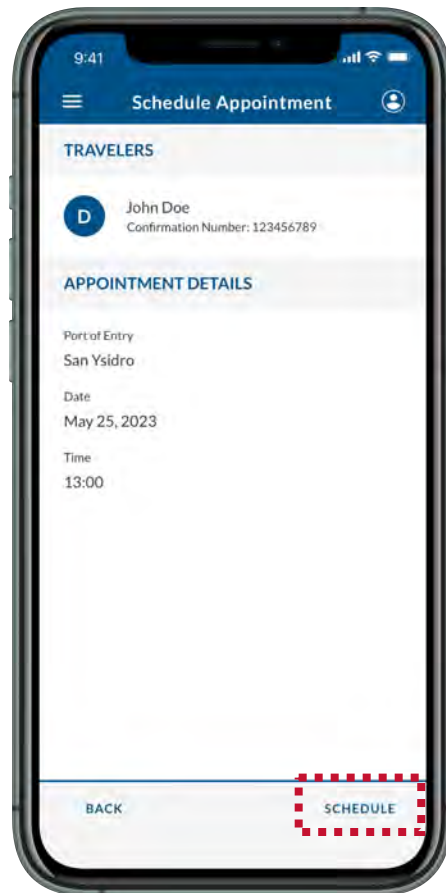 9:41
Schedule Appointment
TRAVELERS
D
John Doe
Confirmation Number: 123456789
APPOINTMENT DETAILS
Port of Entry
San Ysidro
Date
May 25, 2023
Time
13:00
BACK SCHEDULE